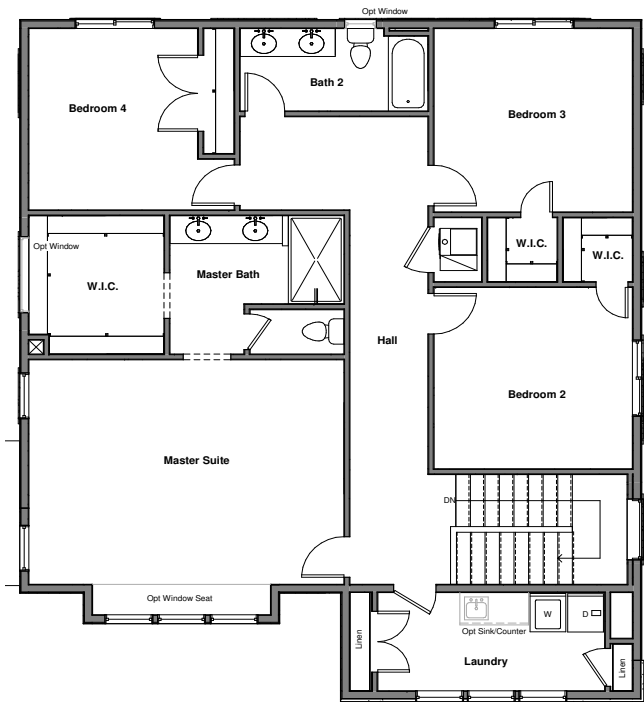 Opt Window
Bath 2
Bedroom 4
Bedroom 3
Opt Window
W.I.C.
Master Bath
W.I.C.
W.I.C.
Hall
Bedroom 2
Master Suite
DN
Opt Window Seat
Linen
W
D
Opt Sink/Counter
Laundry
Linen